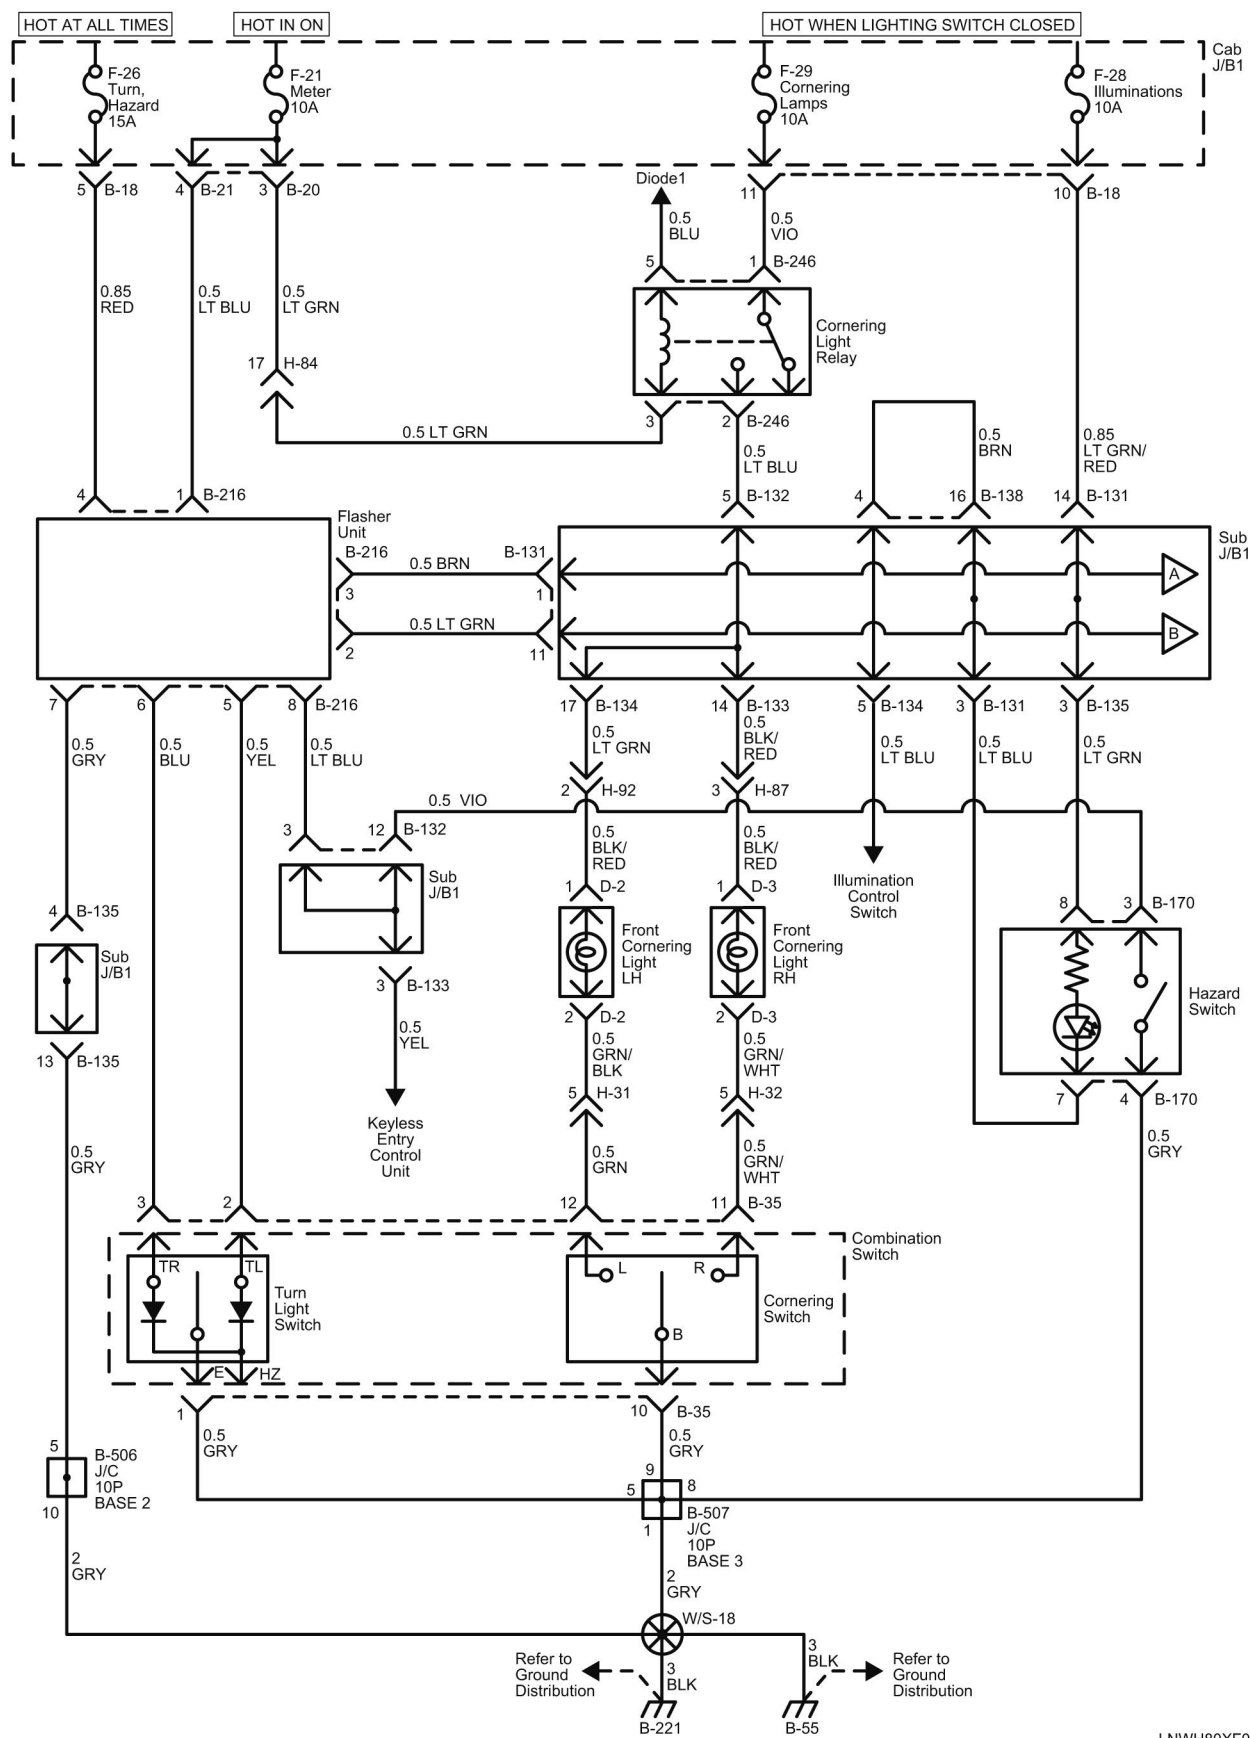 HOT AT ALL TIMES
HOT IN ON
HOT WHEN LIGHTING SWITCH CLOSED
Cab
J/B1
F-26
Turn,
Hazard
15A
F-21
Meter
10A
F-29
Cornering
Lamps
10A
F-28
Illuminations
10A
5 B-18
4 B-21
3 B-20
Diode1
11
10 B-18
0.5
BLU
0.5
VIO
5
1 B-246
0.85
RED
0.5
LT BLU
0.5
LT GRN
Cornering
Light
Relay
17 H-84
3
2 B-246
0.5 LT GRN
0.5
LT BLU
0.5
BRN
0.85
LT GRN/
RED
4
1 B-216
5 B-132
4
16 B-138
14 B-131
Flasher
Unit
Sub
J/B1
B-216
3
0.5 BRN
B-131
1
A
2
0.5 LT GRN
11
B
7
6
5
8 B-216
17 B-134
14 B-133
5 B-134
3 B-131
3 B-135
0.5
GRY
0.5
BLU
0.5
YEL
0.5
LT BLU
0.5
LT GRN
0.5
BLK/
RED
0.5
LT BLU
0.5
LT BLU
0.5
LT GRN
2 H-92
3 H-87
0.5 VIO
3
12 B-132
0.5
BLK/
RED
0.5
BLK/
RED
Sub
J/B1
Illumination
Control
Switch
1 D-2
1 D-3
8
3 B-170
4 B-135
Front
Cornering
Light
LH
Front
Cornering
Light
RH
Sub
J/B1
3 B-133
Hazard
Switch
2 D-2
2 D-3
0.5
YEL
13 B-135
0.5
GRN/
BLK
0.5
GRN/
WHT
5 H-31
5 H-32
7
4 B-170
Keyless
Entry
Control
Unit
0.5
GRY
0.5
GRN
0.5
GRN/
WHT
0.5
GRY
3
2
12
11 B-35
Combination
Switch
TR
TL
L
R
Turn
Light
Switch
Cornering
Switch
B
E
HZ
1
10 B-35
0.5
GRY
0.5
GRY
5
B-506
J/C
10P
BASE 2
10
9
5
8
1
B-507
J/C
10P
BASE 3
2
GRY
2
GRY
W/S-18
Refer to
Ground
Distribution
3
BLK
3
BLK
Refer to
Ground
Distribution
B-221
B-55